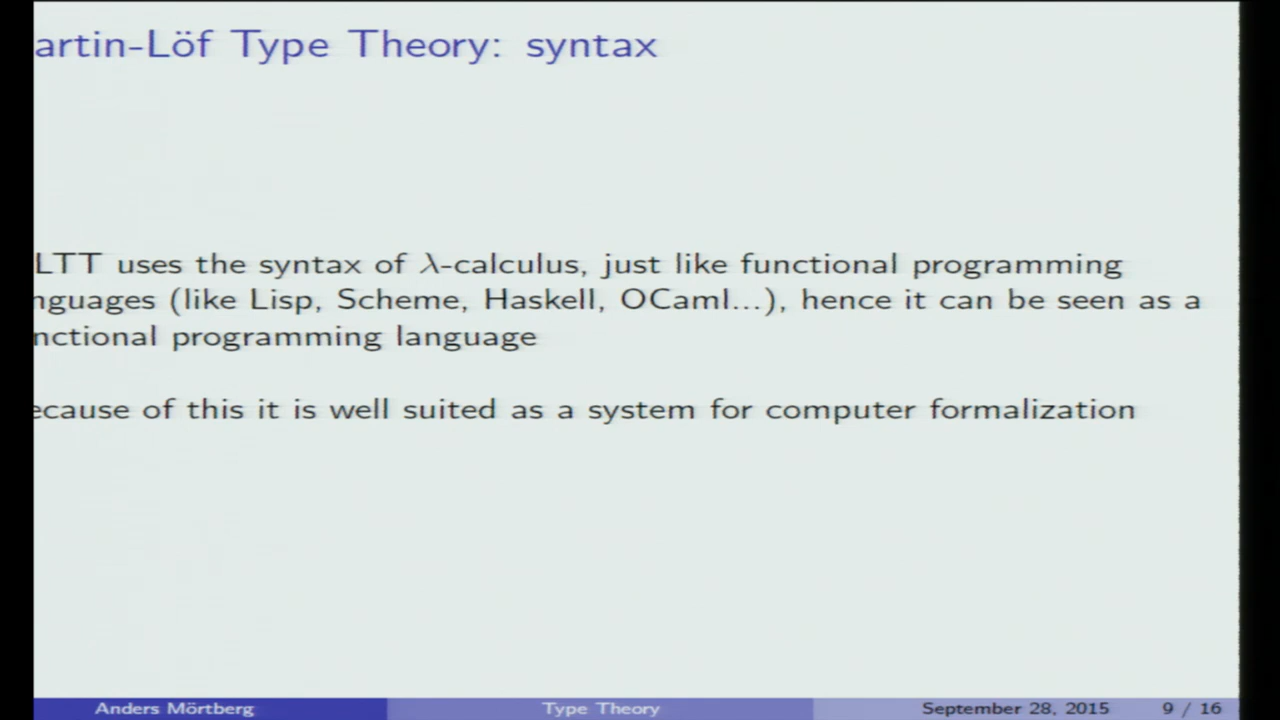 artin-Löf Type Theory: syntax
LTT uses the syntax of λ-calculus, just like functional programming
nguages (like Lisp, Scheme, Haskell, OCaml...), hence it can be seen as a
nctional programming language
ecause of this it is well suited as a system for computer formalization
Anders Mörtberg Type Theory September 28, 2015 9 / 16